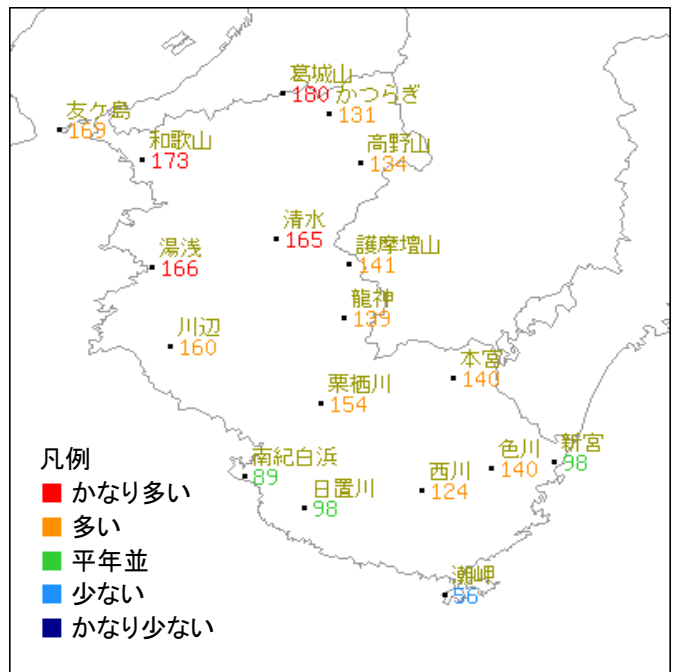 葛城山
180
かつらぎ
131
友ケ島
169
和歌山
173
高野山
134
清水
165
湯浅
166
護摩壇山
141
龍神
139
川辺
160
本宮
140
栗栖川
154
新宮
98
色川
140
西川
124
南紀白浜
89
日置川
98
潮岬
56
凡例
かなり多い
多い
平年並
少ない
かなり少ない